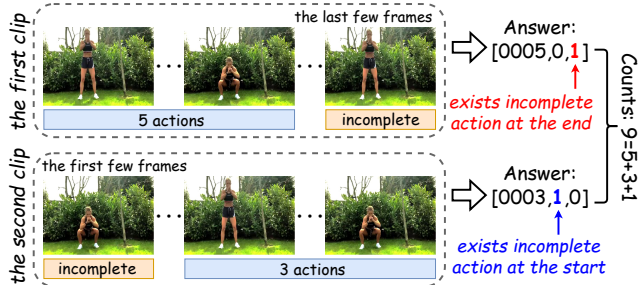 the first clip
the last few frames
5 actions
incomplete
Answer:
[0005,0,1]
exists incomplete
action at the end
the second clip
the first few frames
incomplete
3 actions
Answer:
[0003,1,0]
exists incomplete
action at the start
Counts: 9=5+3+1